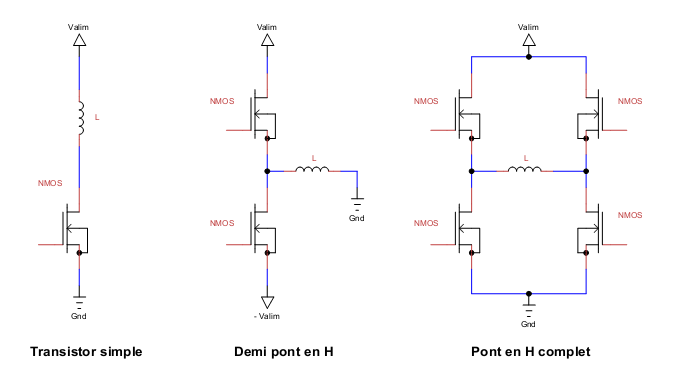 Valim
L
NMOS
Gnd
Transistor simple
Valim
NMOS
L
Gnd
NMOS
- Valim
Demi pont en H
Valim
NMOS
NMOS
L
NMOS
NMOS
Gnd
Pont en H complet